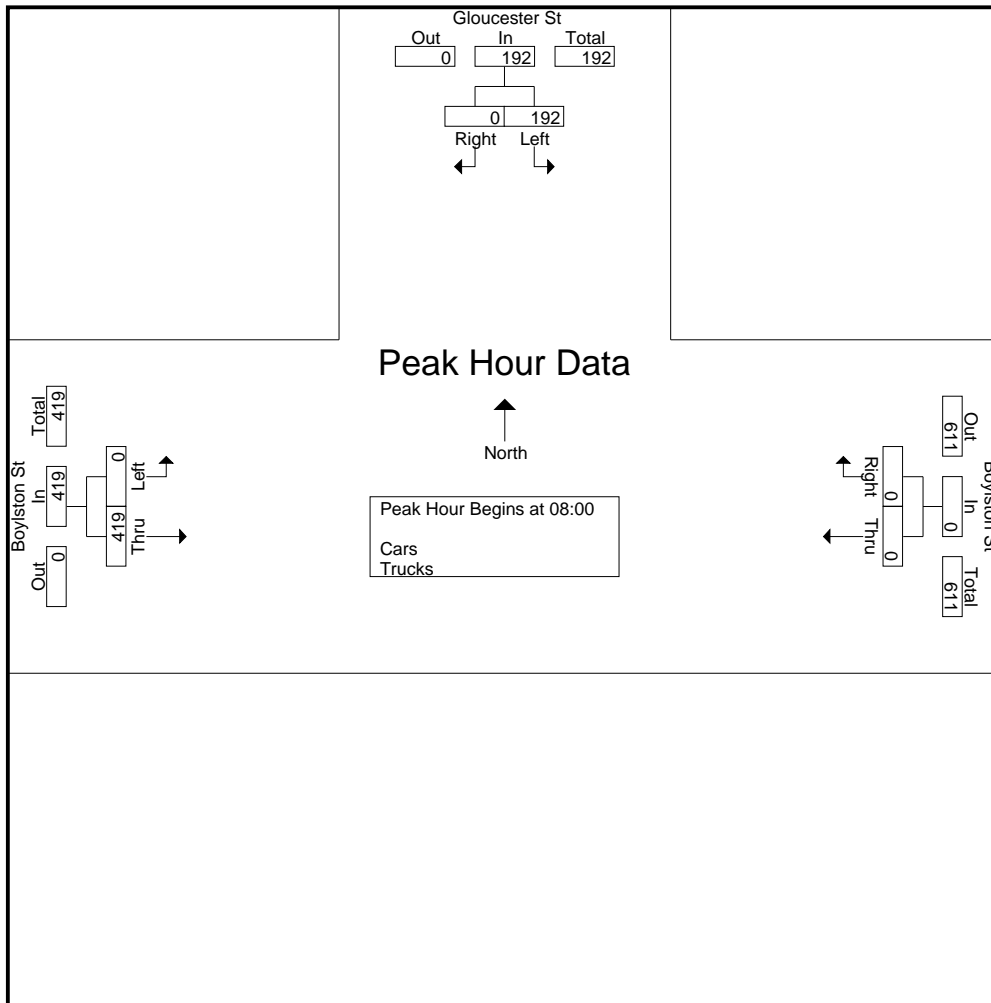 Gloucester St
Out In Total
0 192 192
0 192
Right Left
Peak Hour Data
North
Peak Hour Begins at 08:00
Cars
Trucks
Boylston St
Out In Total
0 419 419
Left Thru
0 419
Boylston St
Out In Total
611 0 611
Right Thru
0 0